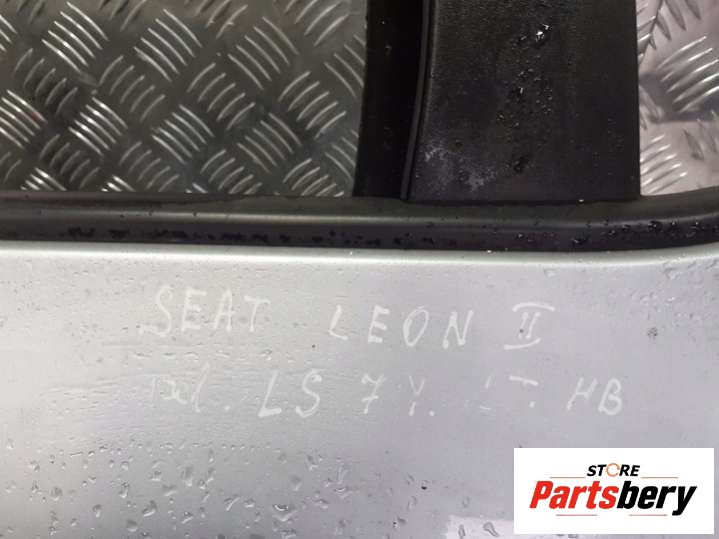 SEAT LEON II
LS 7Y. HB
STORE
Partsbery